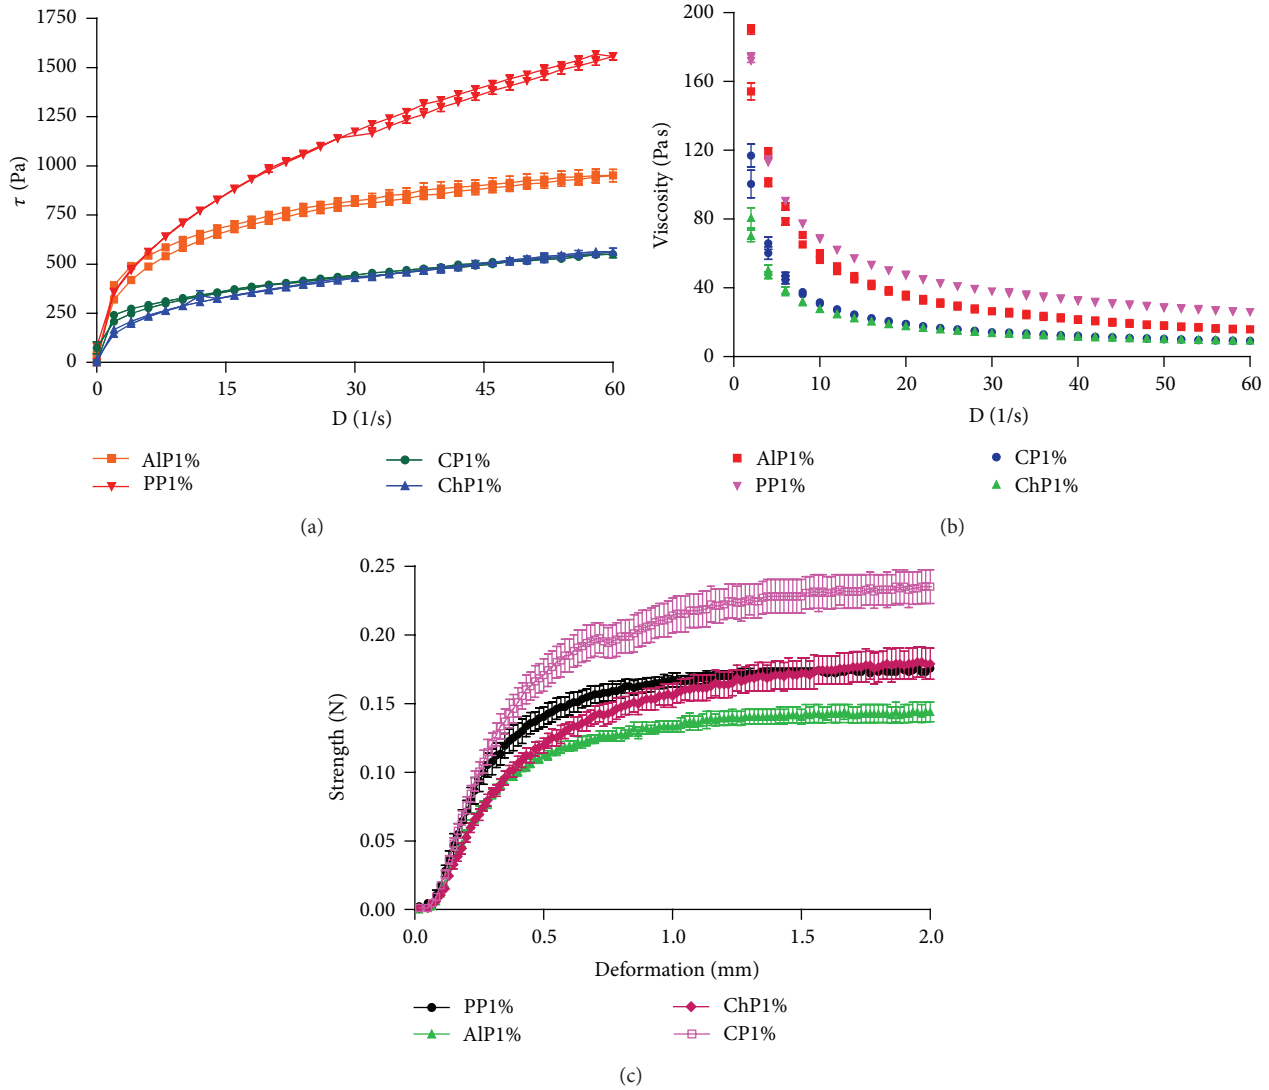 1750
1500
1250
1000
750
500
250
0
τ (Pa)
0 15 30 45 60
D (1/s)
AlP1% CP1%
PP1% ChP1%
(a)
200
160
120
80
40
0
Viscosity (Pa s)
0 10 20 30 40 50 60
D (1/s)
AlP1% CP1%
PP1% ChP1%
(b)
0.25
0.20
0.15
0.10
0.05
0.00
Strength (N)
0.0 0.5 1.0 1.5 2.0
Deformation (mm)
PP1% ChP1%
AlP1% CP1%
(c)